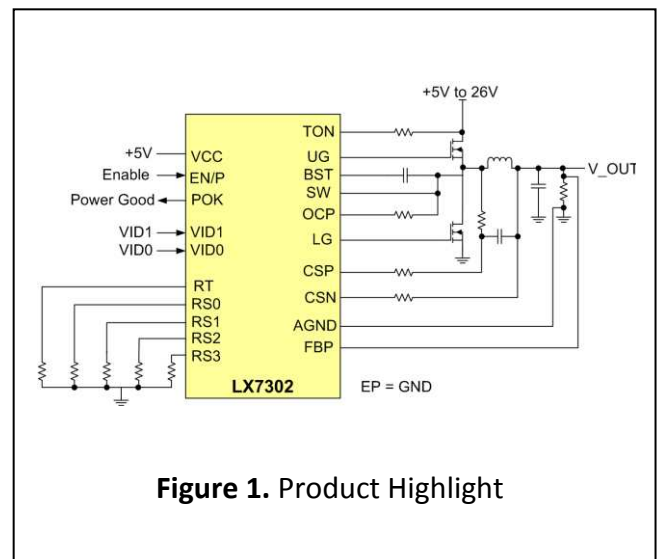 +5V to 26V
TON
UG
BST
SW
OCP
LG
CSP
CSN
AGND
FBP
V_OUT
+5V
VCC
Enable
EN/P
Power Good
POK
VID1
VID1
VID0
VID0
RT
RS0
RS1
RS2
RS3
LX7302
EP = GND
Figure 1. Product Highlight